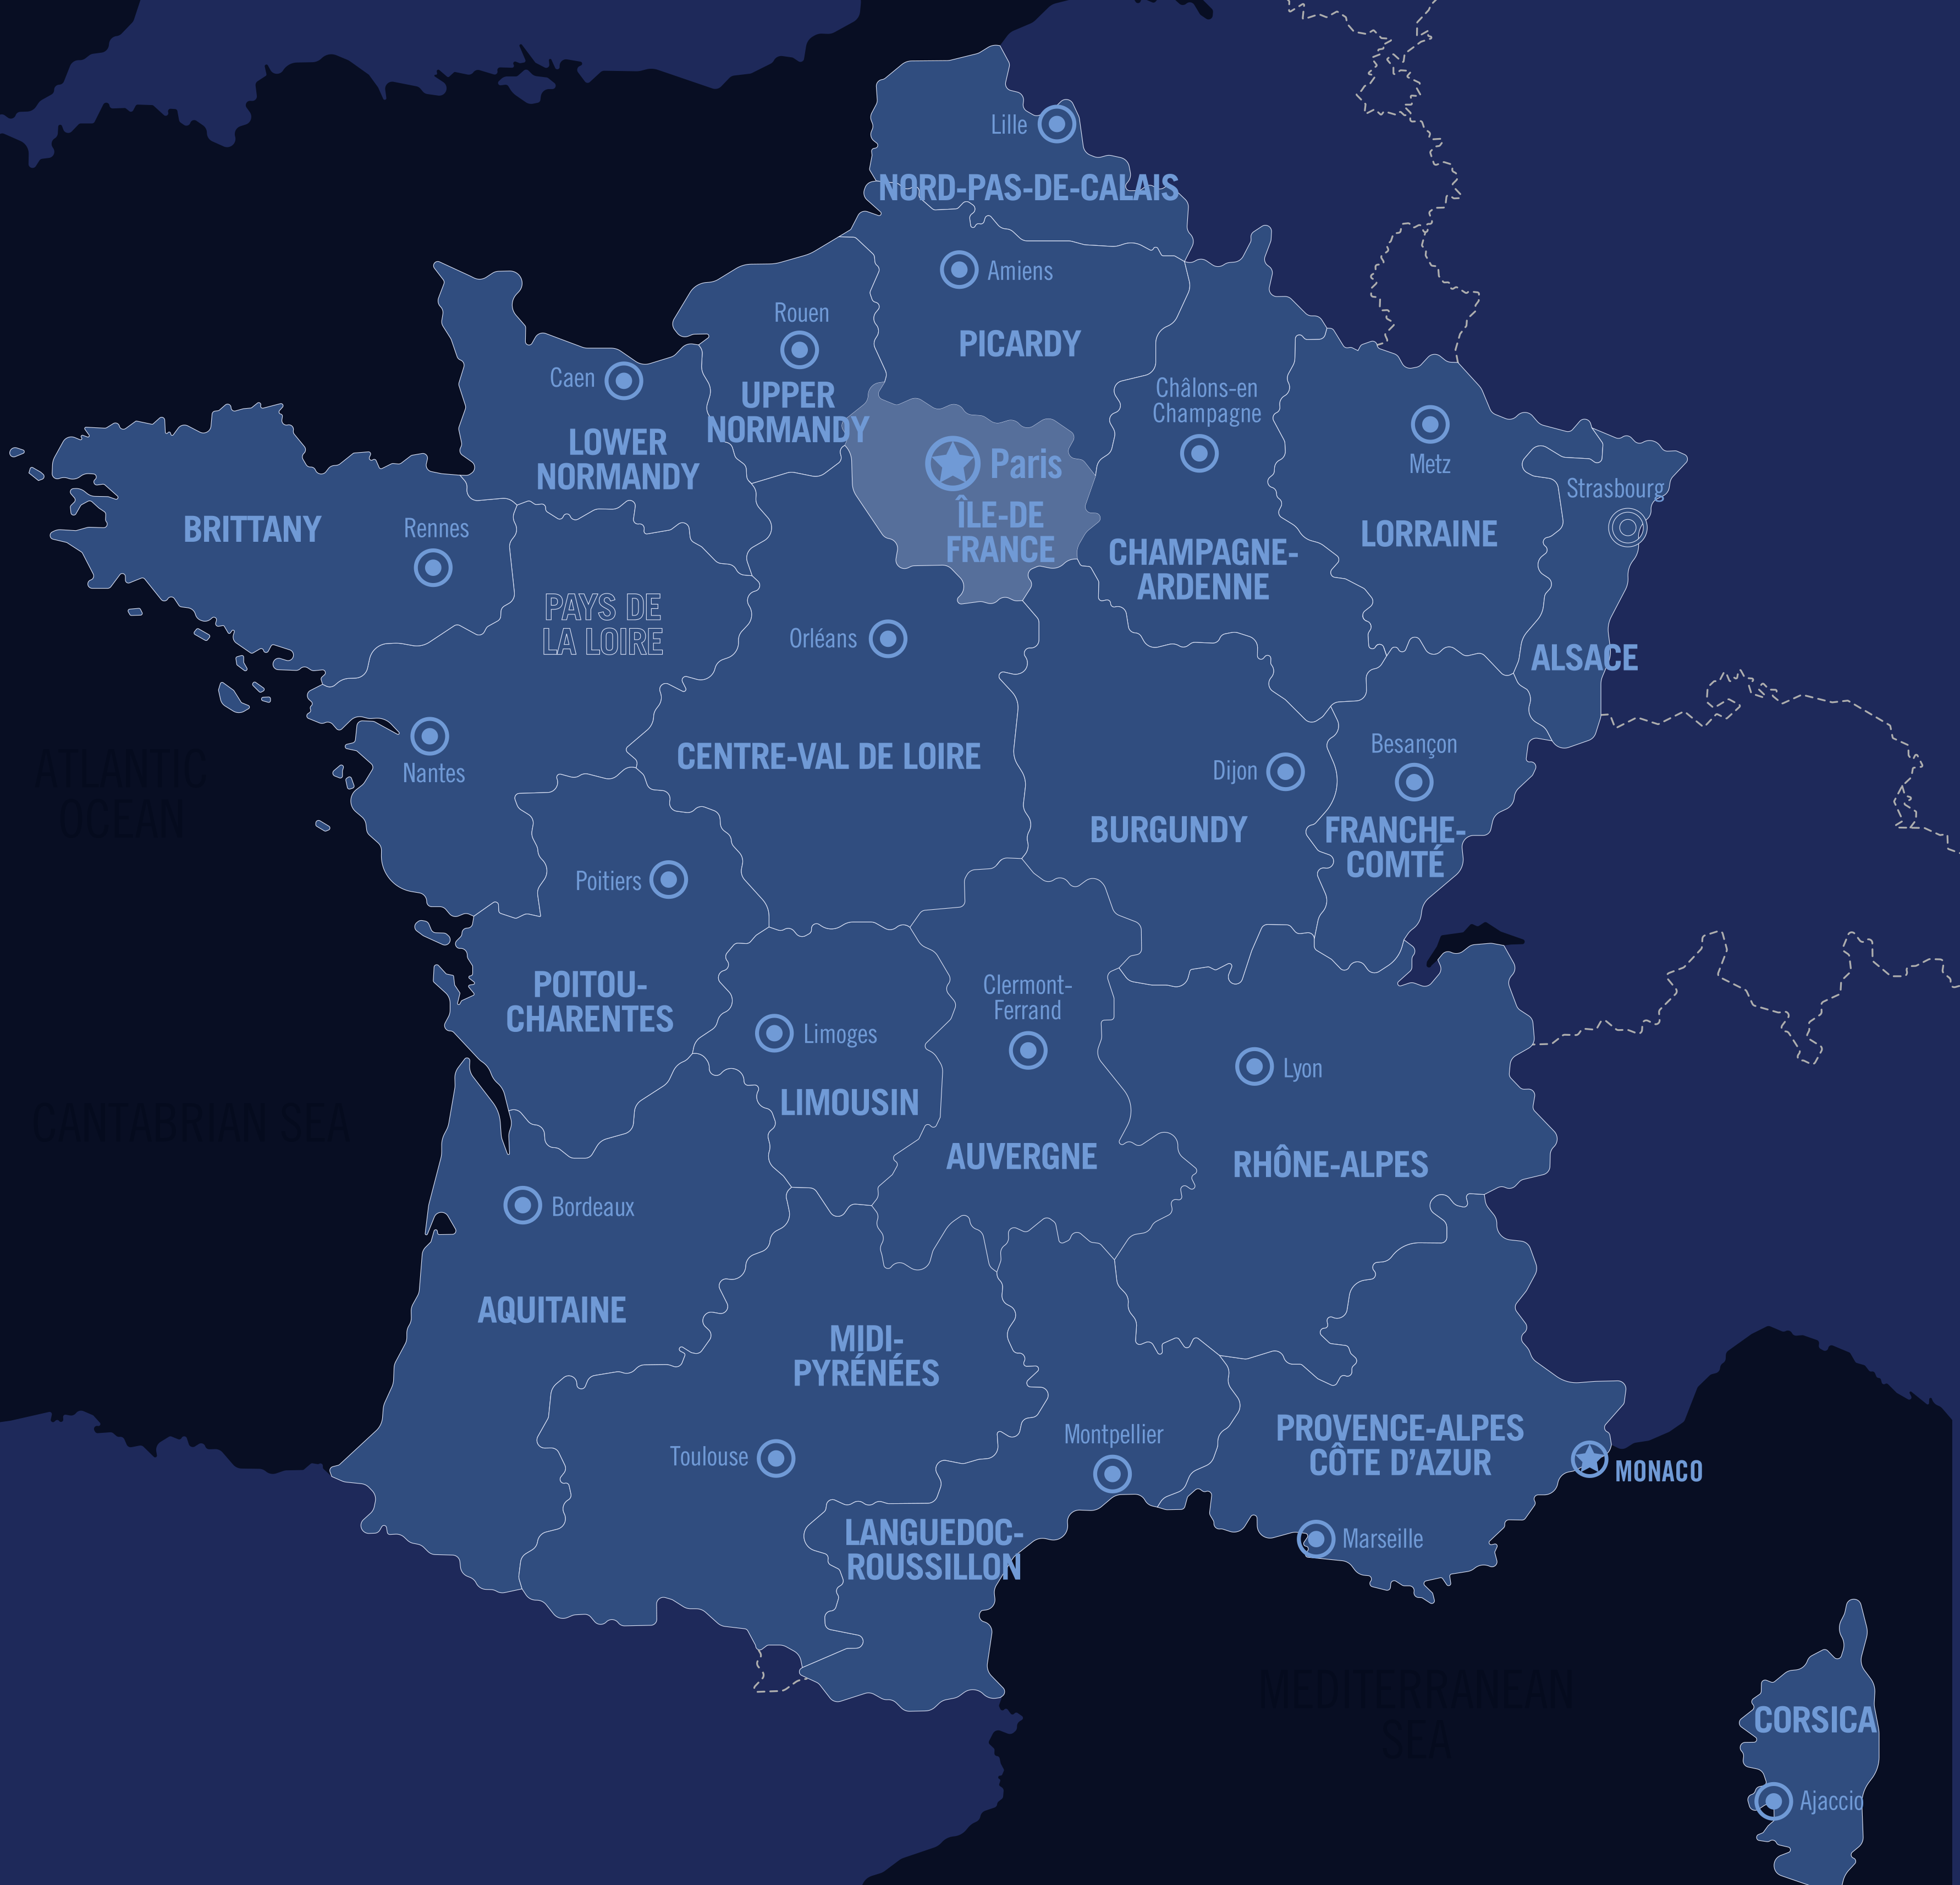 Lille
NORD-PAS-DE-CALAIS
Amiens
PICARDY
Rouen
UPPER
NORMANDY
Caen
LOWER
NORMANDY
Châlons-en
Champagne
CHAMPAGNE-
ARDENNE
Metz
LORRAINE
Strasbourg
ALSACE
Paris
ÎLE-DE
FRANCE
BRITTANY
Rennes
PAYS DE
LA LOIRE
Nantes
Orléans
CENTRE-VAL DE LOIRE
Dijon
BURGUNDY
Besançon
FRANCHE-
COMTÉ
ATLANTIC
OCEAN
Poitiers
POITOU-
CHARENTES
Limoges
LIMOUSIN
Clermont-
Ferrand
AUVERGNE
Lyon
RHÔNE-ALPES
CANTABRIAN SEA
Bordeaux
AQUITAINE
MIDI-
PYRÉNÉES
Toulouse
Montpellier
LANGUEDOC-
ROUSSILLON
PROVENCE-ALPES
CÔTE D’AZUR
MONACO
Marseille
MEDITERRANEAN
SEA
CORSICA
Ajaccio